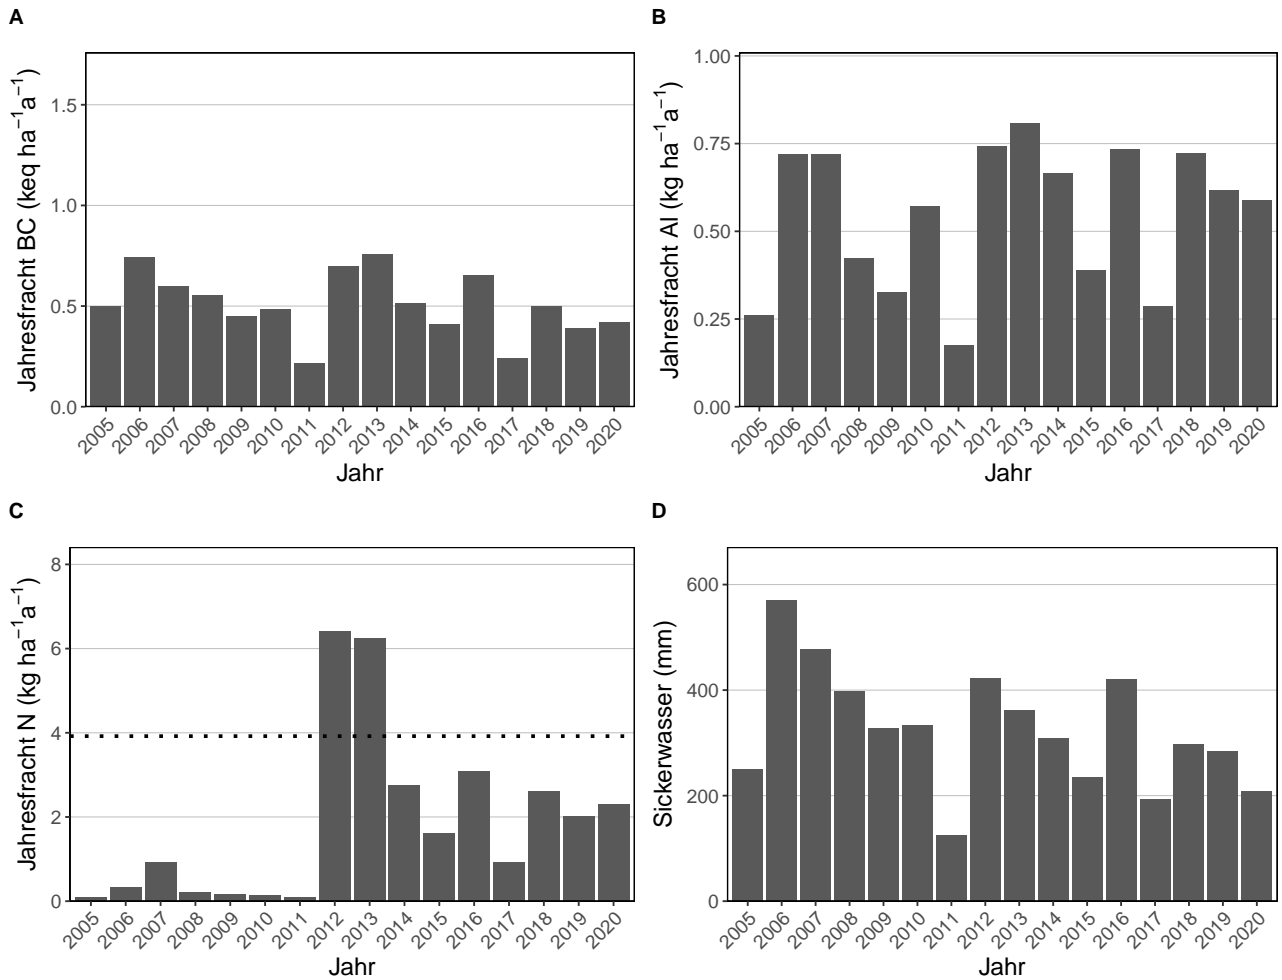 A
Jahresfracht BC (keq ha⁻¹a⁻¹)
1.5
1.0
0.5
0.0
2005 2006 2007 2008 2009 2010 2011 2012 2013 2014 2015 2016 2017 2018 2019 2020
Jahr
B
Jahresfracht Al (kg ha⁻¹a⁻¹)
1.00
0.75
0.50
0.25
0.00
2005 2006 2007 2008 2009 2010 2011 2012 2013 2014 2015 2016 2017 2018 2019 2020
Jahr
C
Jahresfracht N (kg ha⁻¹a⁻¹)
8
6
4
2
0
2005 2006 2007 2008 2009 2010 2011 2012 2013 2014 2015 2016 2017 2018 2019 2020
Jahr
D
Sickerwasser (mm)
600
400
200
0
2005 2006 2007 2008 2009 2010 2011 2012 2013 2014 2015 2016 2017 2018 2019 2020
Jahr